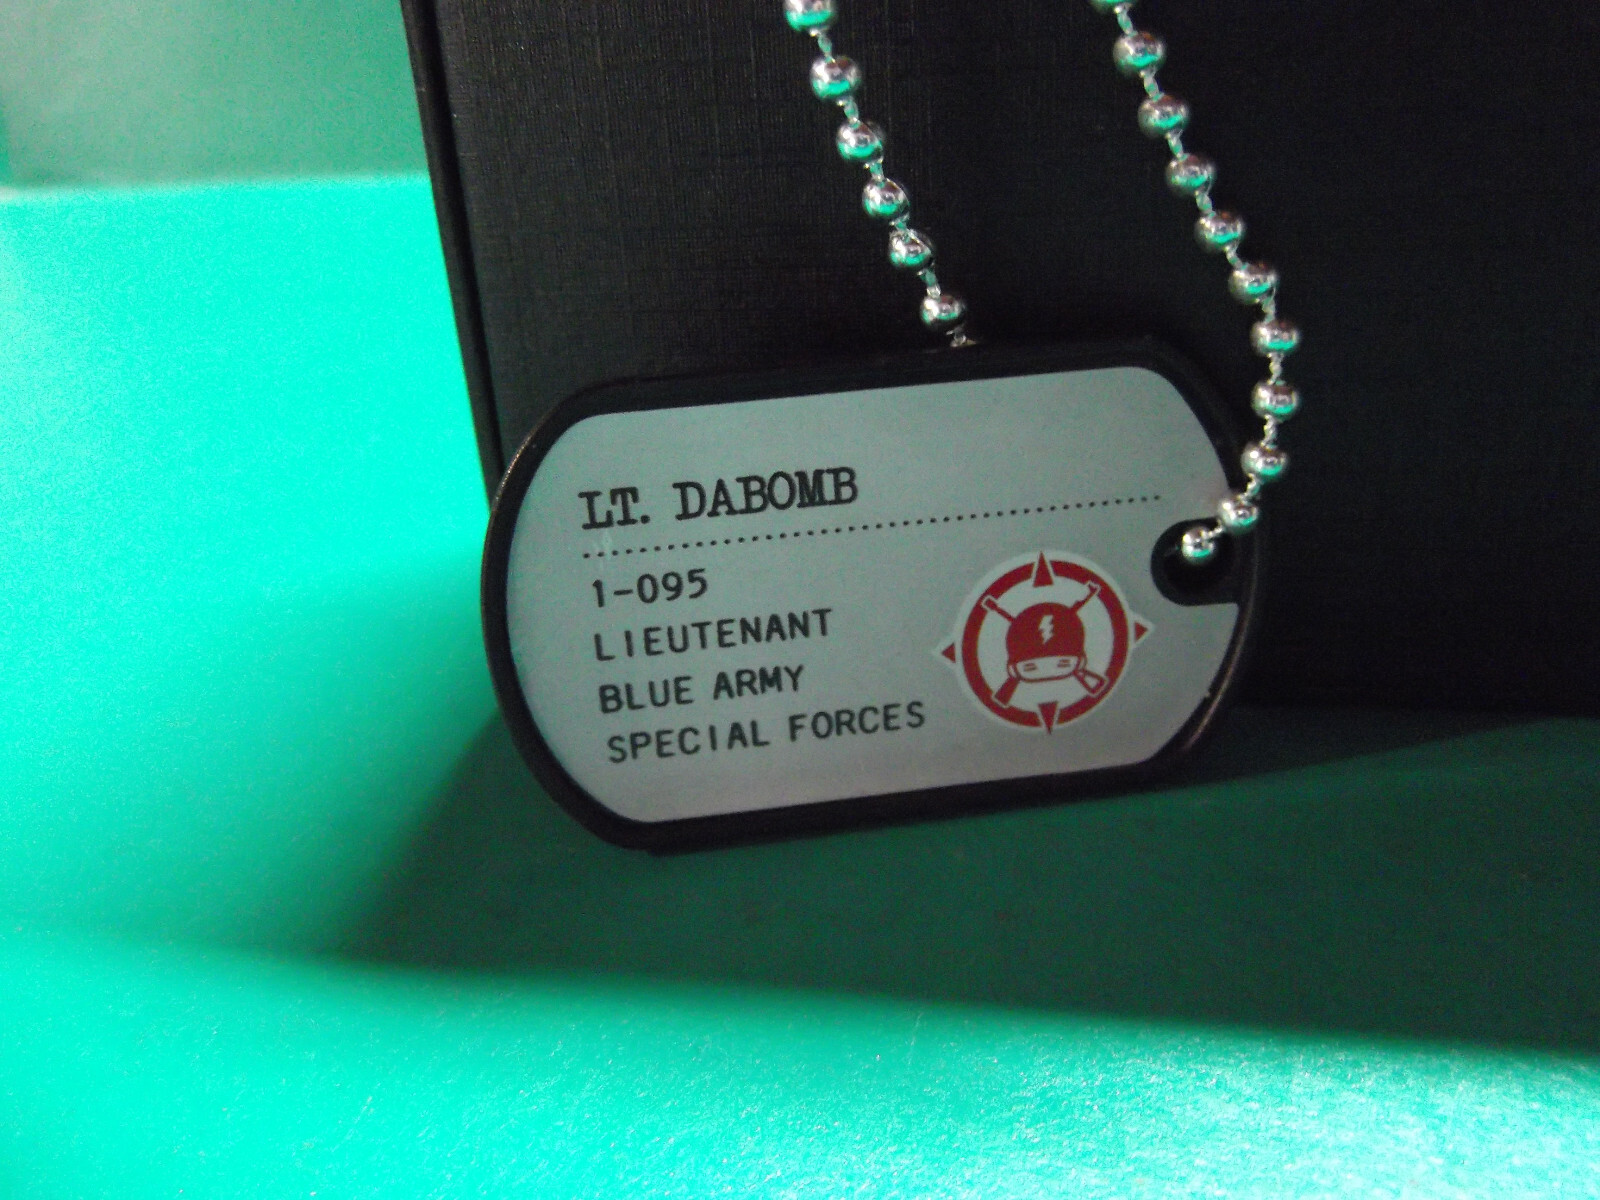 LT. DABOMB
1-095
LIEUTENANT
BLUE ARMY
SPECIAL FORCES